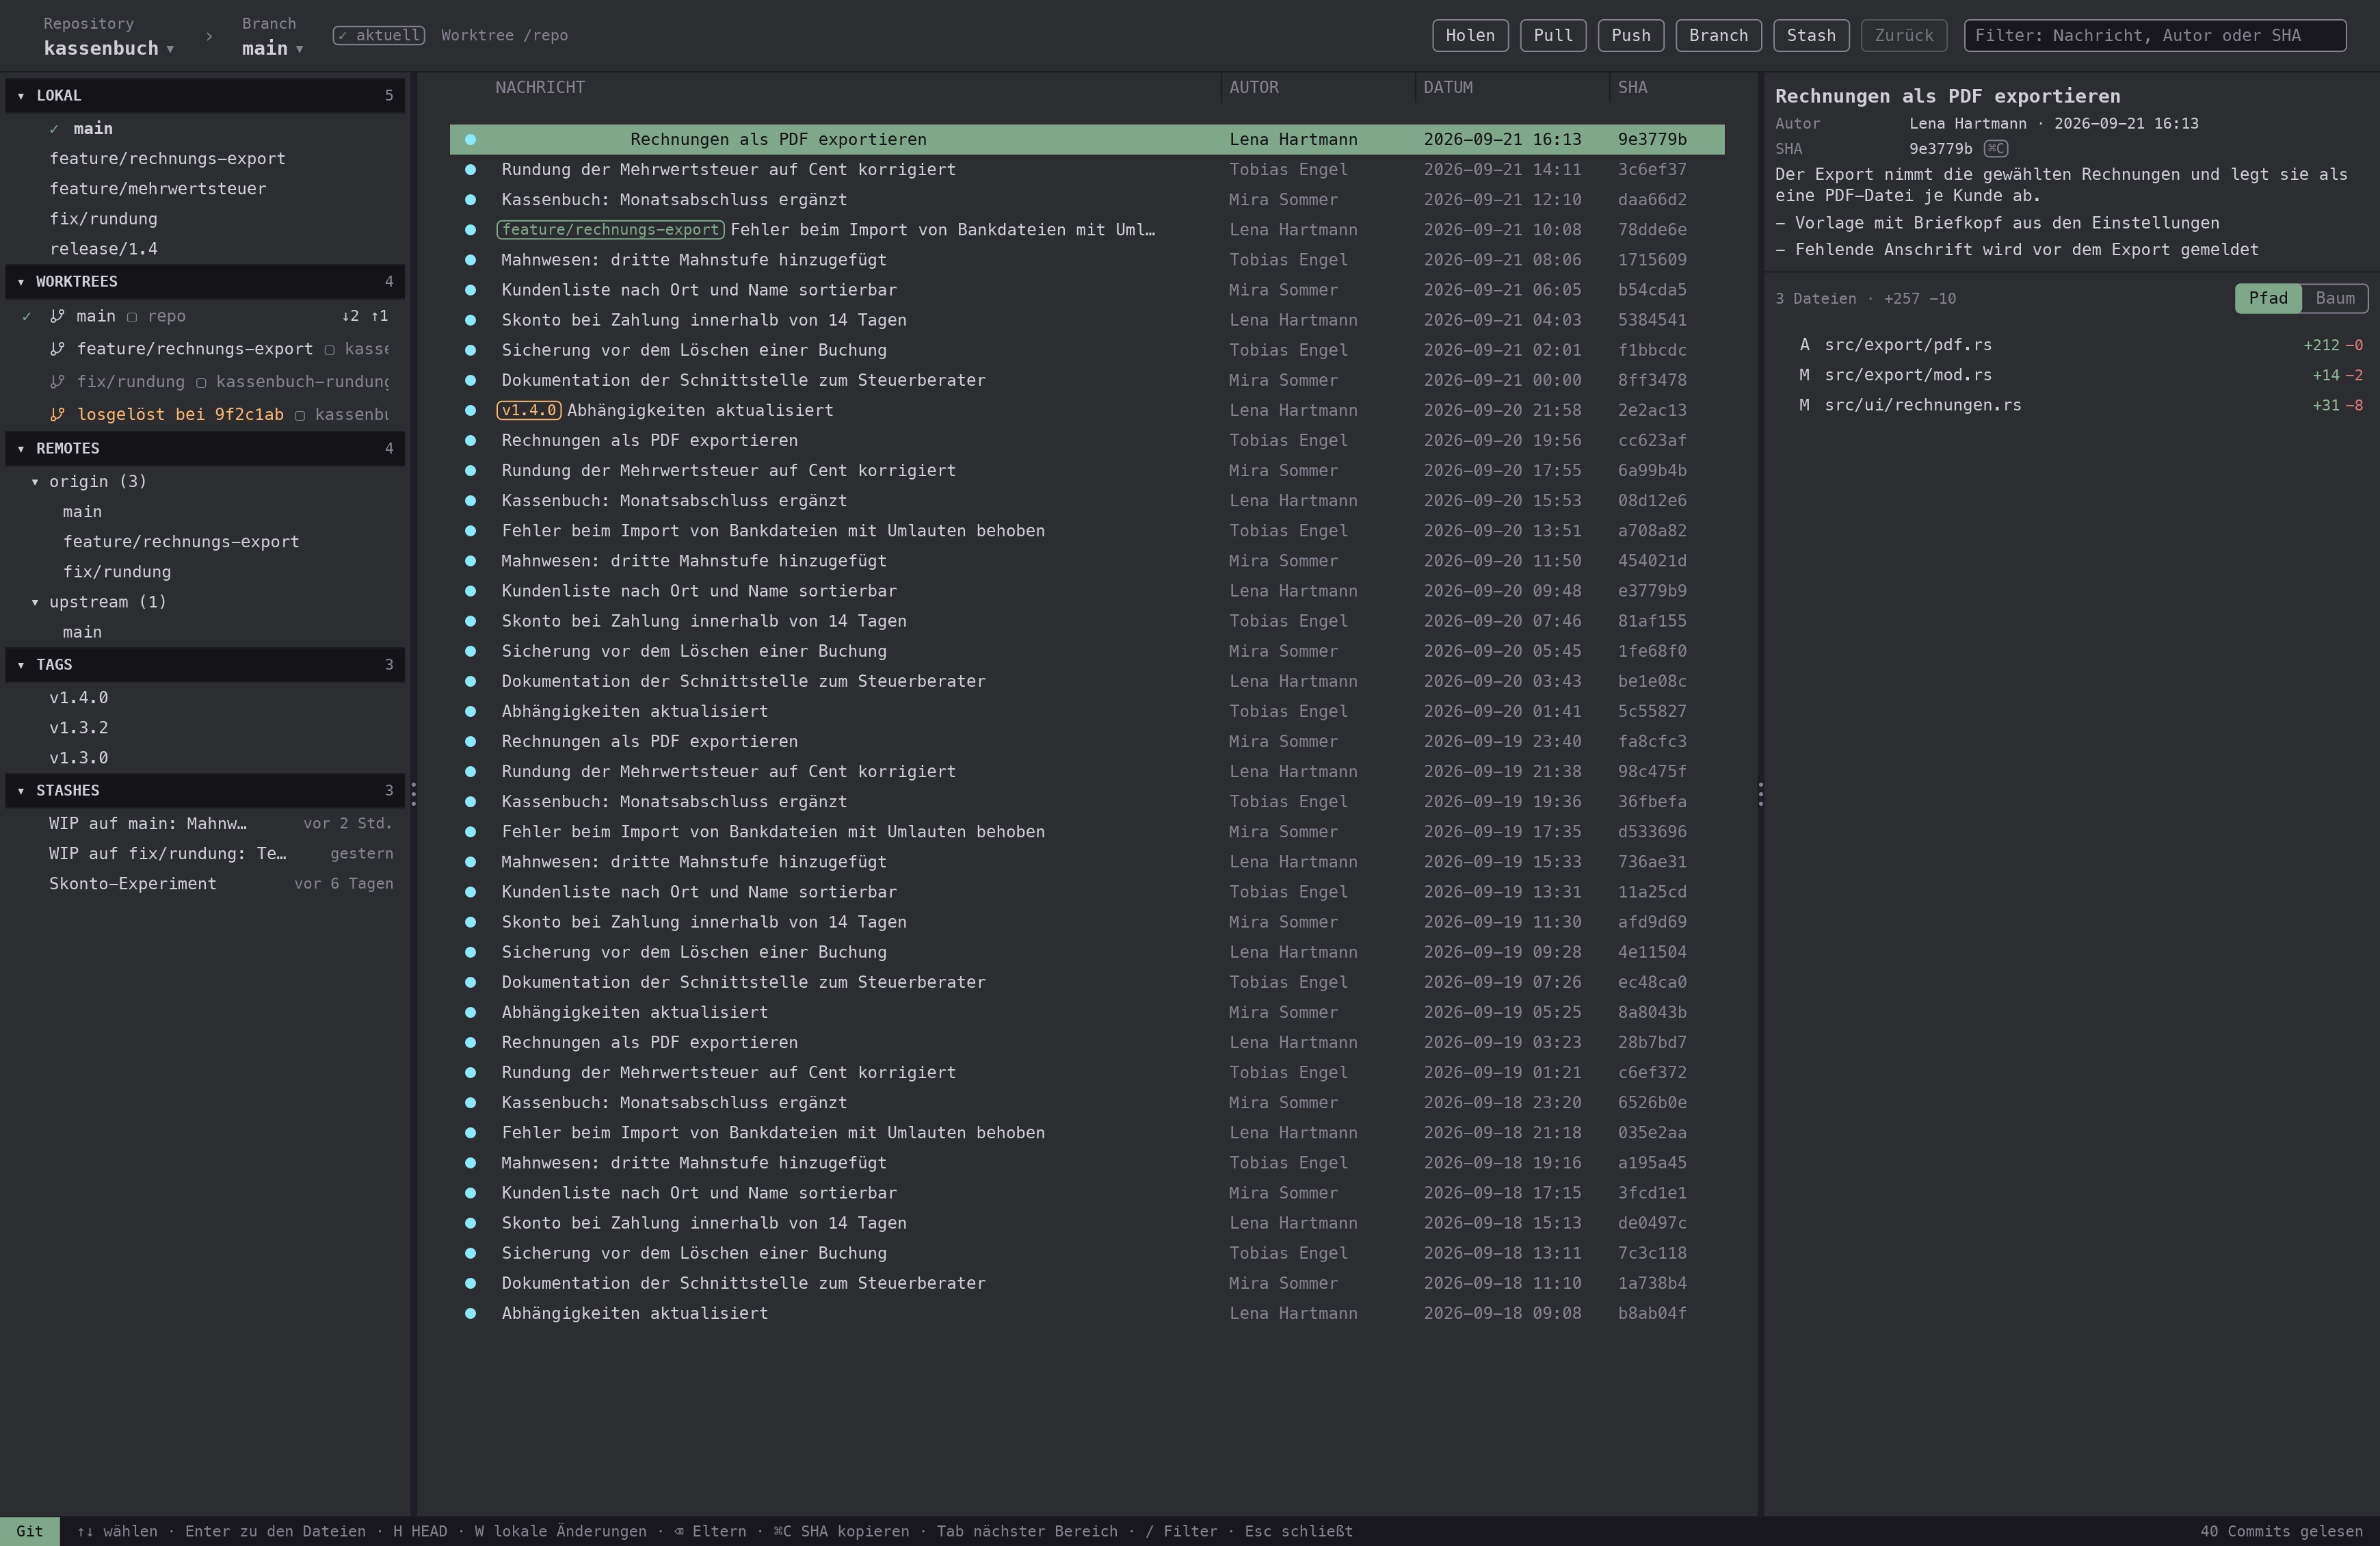 Repository
kassenbuch ▾
›
Branch
main ▾
✓ aktuell Worktree /repo
Holen Pull Push Branch Stash Zurück Filter: Nachricht, Autor oder SHA
▾ LOKAL 5
✓ main
feature/rechnungs-export
feature/mehrwertsteuer
fix/rundung
release/1.4
▾ WORKTREES 4
✓ main ▢ repo ↓2 ↑1
feature/rechnungs-export ▢ kasse
fix/rundung ▢ kassenbuch-rundung
losgelöst bei 9f2c1ab ▢ kassenbu
▾ REMOTES 4
▾ origin (3)
main
feature/rechnungs-export
fix/rundung
▾ upstream (1)
main
▾ TAGS 3
v1.4.0
v1.3.2
v1.3.0
▾ STASHES 3
WIP auf main: Mahnw… vor 2 Std.
WIP auf fix/rundung: Te… gestern
Skonto-Experiment vor 6 Tagen
NACHRICHT AUTOR DATUM SHA
Rechnungen als PDF exportieren Lena Hartmann 2026-09-21 16:13 9e3779b
Rundung der Mehrwertsteuer auf Cent korrigiert Tobias Engel 2026-09-21 14:11 3c6ef37
Kassenbuch: Monatsabschluss ergänzt Mira Sommer 2026-09-21 12:10 daa66d2
feature/rechnungs-export Fehler beim Import von Bankdateien mit Uml… Lena Hartmann 2026-09-21 10:08 78dde6e
Mahnwesen: dritte Mahnstufe hinzugefügt Tobias Engel 2026-09-21 08:06 1715609
Kundenliste nach Ort und Name sortierbar Mira Sommer 2026-09-21 06:05 b54cda5
Skonto bei Zahlung innerhalb von 14 Tagen Lena Hartmann 2026-09-21 04:03 5384541
Sicherung vor dem Löschen einer Buchung Tobias Engel 2026-09-21 02:01 f1bbcdc
Dokumentation der Schnittstelle zum Steuerberater Mira Sommer 2026-09-21 00:00 8ff3478
v1.4.0 Abhängigkeiten aktualisiert Lena Hartmann 2026-09-20 21:58 2e2ac13
Rechnungen als PDF exportieren Tobias Engel 2026-09-20 19:56 cc623af
Rundung der Mehrwertsteuer auf Cent korrigiert Mira Sommer 2026-09-20 17:55 6a99b4b
Kassenbuch: Monatsabschluss ergänzt Lena Hartmann 2026-09-20 15:53 08d12e6
Fehler beim Import von Bankdateien mit Umlauten behoben Tobias Engel 2026-09-20 13:51 a708a82
Mahnwesen: dritte Mahnstufe hinzugefügt Mira Sommer 2026-09-20 11:50 454021d
Kundenliste nach Ort und Name sortierbar Lena Hartmann 2026-09-20 09:48 e3779b9
Skonto bei Zahlung innerhalb von 14 Tagen Tobias Engel 2026-09-20 07:46 81af155
Sicherung vor dem Löschen einer Buchung Mira Sommer 2026-09-20 05:45 1fe68f0
Dokumentation der Schnittstelle zum Steuerberater Lena Hartmann 2026-09-20 03:43 be1e08c
Abhängigkeiten aktualisiert Tobias Engel 2026-09-20 01:41 5c55827
Rechnungen als PDF exportieren Mira Sommer 2026-09-19 23:40 fa8cfc3
Rundung der Mehrwertsteuer auf Cent korrigiert Lena Hartmann 2026-09-19 21:38 98c475f
Kassenbuch: Monatsabschluss ergänzt Tobias Engel 2026-09-19 19:36 36fbefa
Fehler beim Import von Bankdateien mit Umlauten behoben Mira Sommer 2026-09-19 17:35 d533696
Mahnwesen: dritte Mahnstufe hinzugefügt Lena Hartmann 2026-09-19 15:33 736ae31
Kundenliste nach Ort und Name sortierbar Tobias Engel 2026-09-19 13:31 11a25cd
Skonto bei Zahlung innerhalb von 14 Tagen Mira Sommer 2026-09-19 11:30 afd9d69
Sicherung vor dem Löschen einer Buchung Lena Hartmann 2026-09-19 09:28 4e11504
Dokumentation der Schnittstelle zum Steuerberater Tobias Engel 2026-09-19 07:26 ec48ca0
Abhängigkeiten aktualisiert Mira Sommer 2026-09-19 05:25 8a8043b
Rechnungen als PDF exportieren Lena Hartmann 2026-09-19 03:23 28b7bd7
Rundung der Mehrwertsteuer auf Cent korrigiert Tobias Engel 2026-09-19 01:21 c6ef372
Kassenbuch: Monatsabschluss ergänzt Mira Sommer 2026-09-18 23:20 6526b0e
Fehler beim Import von Bankdateien mit Umlauten behoben Lena Hartmann 2026-09-18 21:18 035e2aa
Mahnwesen: dritte Mahnstufe hinzugefügt Tobias Engel 2026-09-18 19:16 a195a45
Kundenliste nach Ort und Name sortierbar Mira Sommer 2026-09-18 17:15 3fcd1e1
Skonto bei Zahlung innerhalb von 14 Tagen Lena Hartmann 2026-09-18 15:13 de0497c
Sicherung vor dem Löschen einer Buchung Tobias Engel 2026-09-18 13:11 7c3c118
Dokumentation der Schnittstelle zum Steuerberater Mira Sommer 2026-09-18 11:10 1a738b4
Abhängigkeiten aktualisiert Lena Hartmann 2026-09-18 09:08 b8ab04f
Rechnungen als PDF exportieren
Autor Lena Hartmann · 2026-09-21 16:13
SHA 9e3779b ⌘C
Der Export nimmt die gewählten Rechnungen und legt sie als
eine PDF-Datei je Kunde ab.
– Vorlage mit Briefkopf aus den Einstellungen
– Fehlende Anschrift wird vor dem Export gemeldet
3 Dateien · +257 −10 Pfad Baum
A src/export/pdf.rs +212 −0
M src/export/mod.rs +14 −2
M src/ui/rechnungen.rs +31 −8
Git ↑↓ wählen · Enter zu den Dateien · H HEAD · W lokale Änderungen · ⌫ Eltern · ⌘C SHA kopieren · Tab nächster Bereich · / Filter · Esc schließt 40 Commits gelesen